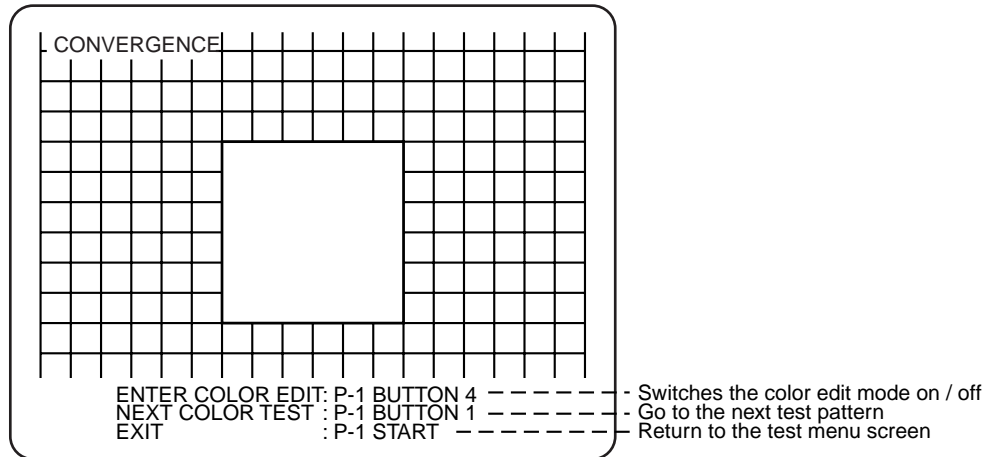 CONVERGENCE
ENTER COLOR EDIT: P-1 BUTTON 4 Switches the color edit mode on / off
NEXT COLOR TEST : P-1 BUTTON 1 Go to the next test pattern
EXIT : P-1 START Return to the test menu screen